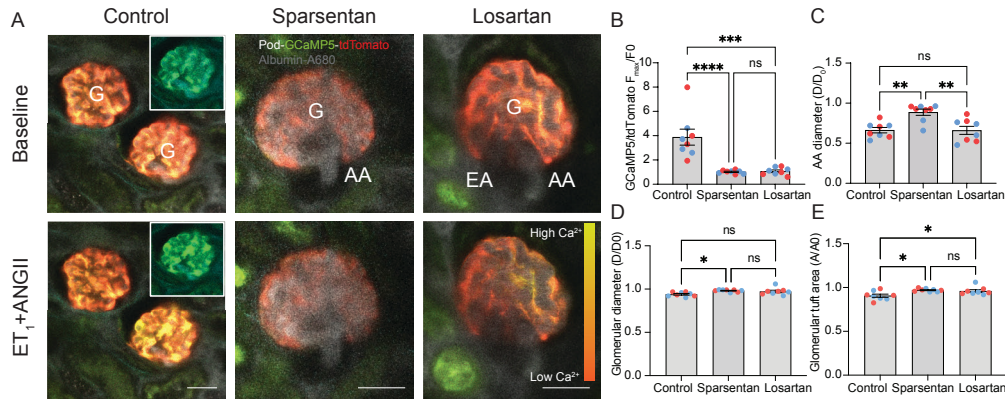 A
Control
Sparsentan
Losartan
Baseline
ET1+ANGII
G
G
Pod-GCaMP5-tdTomato
Albumin-A680
G
AA
G
EA
AA
High Ca²⁺
Low Ca²⁺
B
GCaMP5/tdTomato Fmax/F0
10
8
6
4
2
0
***
****
ns
Control
Sparsentan
Losartan
C
AA diameter (D/D0)
1.5
1.0
0.5
0.0
ns
**
**
Control
Sparsentan
Losartan
D
Glomerular diameter (D/D0)
1.5
1.0
0.5
0.0
ns
*
ns
Control
Sparsentan
Losartan
E
Glomerular tuft area (A/A0)
1.5
1.0
0.5
0.0
*
*
ns
Control
Sparsentan
Losartan